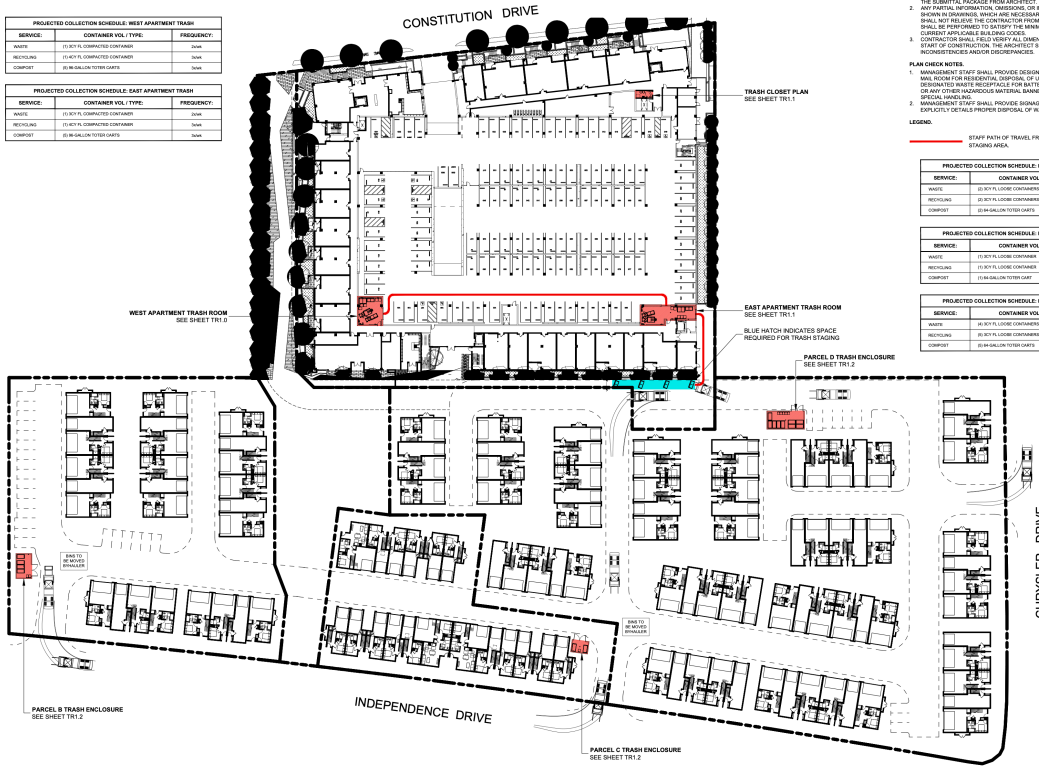 PROJECTED COLLECTION SCHEDULE: WEST APARTMENT TRASH
SERVICE: CONTAINER VOL / TYPE: FREQUENCY:
WASTE (1) 3CY FL COMPACTED CONTAINER 2x/wk
RECYCLING (1) 4CY FL COMPACTED CONTAINER
COMPOST (5) 96-GALLON TOTER CARTS
PROJECTED COLLECTION SCHEDULE: EAST APARTMENT TRASH
SERVICE: CONTAINER VOL / TYPE: FREQUENCY:
WASTE (1) 3CY FL COMPACTED CONTAINER 2x/wk
RECYCLING (1) 3CY FL COMPACTED CONTAINER
COMPOST (5) 96-GALLON TOTER CARTS
CONSTITUTION DRIVE
THE SUBMITTAL PACKAGE FROM ARCHITECT.
2. ANY PARTIAL INFORMATION, OMISSIONS, OR
SHOWN IN DRAWINGS, WHICH ARE NECESSAR
SHALL NOT RELIEVE THE CONTRACTOR FROM
SHALL BE PERFORMED TO SATISFY THE MINIM
CURRENT APPLICABLE BUILDING CODES.
3. CONTRACTOR SHALL FIELD VERIFY ALL DIMEN
START OF CONSTRUCTION. THE ARCHITECT S
INCONSISTENCIES AND/OR DISCREPANCIES.
PLAN CHECK NOTES.
1. MANAGEMENT STAFF SHALL PROVIDE DESIGN
MAIL ROOM FOR RESIDENTIAL DISPOSAL OF U
DESIGNATED WASTE RECEPTACLE FOR BATTE
OR ANY OTHER HAZARDOUS MATERIAL BANNE
SPECIAL HANDLING.
2. MANAGEMENT STAFF SHALL PROVIDE SIGNAG
EXPLICITLY DETAILS PROPER DISPOSAL OF W
LEGEND.
STAFF PATH OF TRAVEL FR
STAGING AREA.
PROJECTED COLLECTION SCHEDULE:
SERVICE: CONTAINER VOL
WASTE (2) 3CY FL LOOSE CONTAINERS
RECYCLING (2) 3CY FL LOOSE CONTAINERS
COMPOST (2) 64-GALLON TOTER CARTS
PROJECTED COLLECTION SCHEDULE:
SERVICE: CONTAINER VOL
WASTE (1) 3CY FL LOOSE CONTAINER
RECYCLING (1) 3CY FL LOOSE CONTAINER
COMPOST (1) 64-GALLON TOTER CART
PROJECTED COLLECTION SCHEDULE:
SERVICE: CONTAINER VOL
WASTE (4) 3CY FL LOOSE CONTAINERS
RECYCLING 3CY FL LOOSE CONTAINERS
COMPOST (5) 64-GALLON TOTER CARTS
TRASH CLOSET PLAN
SEE SHEET TR1.1
WEST APARTMENT TRASH ROOM
SEE SHEET TR1.0
EAST APARTMENT TRASH ROOM
SEE SHEET TR1.1
BLUE HATCH INDICATES SPACE
REQUIRED FOR TRASH STAGING
PARCEL D TRASH ENCLOSURE
SEE SHEET TR1.2
BINS TO
BE MOVED
BY HAULER
BINS TO
BE MOVED
BY HAULER
CHRYSLER DRIVE
INDEPENDENCE DRIVE
PARCEL B TRASH ENCLOSURE
SEE SHEET TR1.2
PARCEL C TRASH ENCLOSURE
SEE SHEET TR1.2